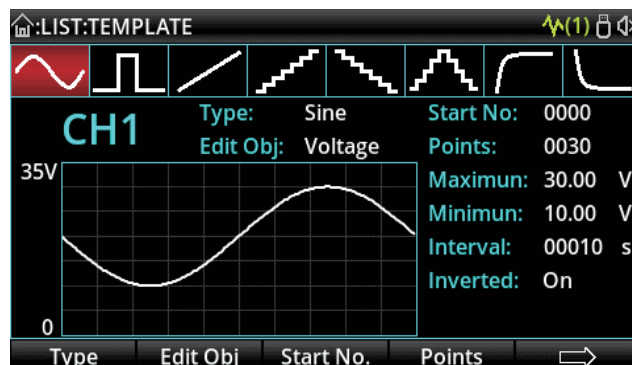 :LIST:TEMPLATE (1)
CH1
Type: Sine
Edit Obj: Voltage
Start No: 0000
Points: 0030
Maximun: 30.00 V
Minimun: 10.00 V
Interval: 00010 s
Inverted: On
35V
0
Type Edit Obj Start No. Points